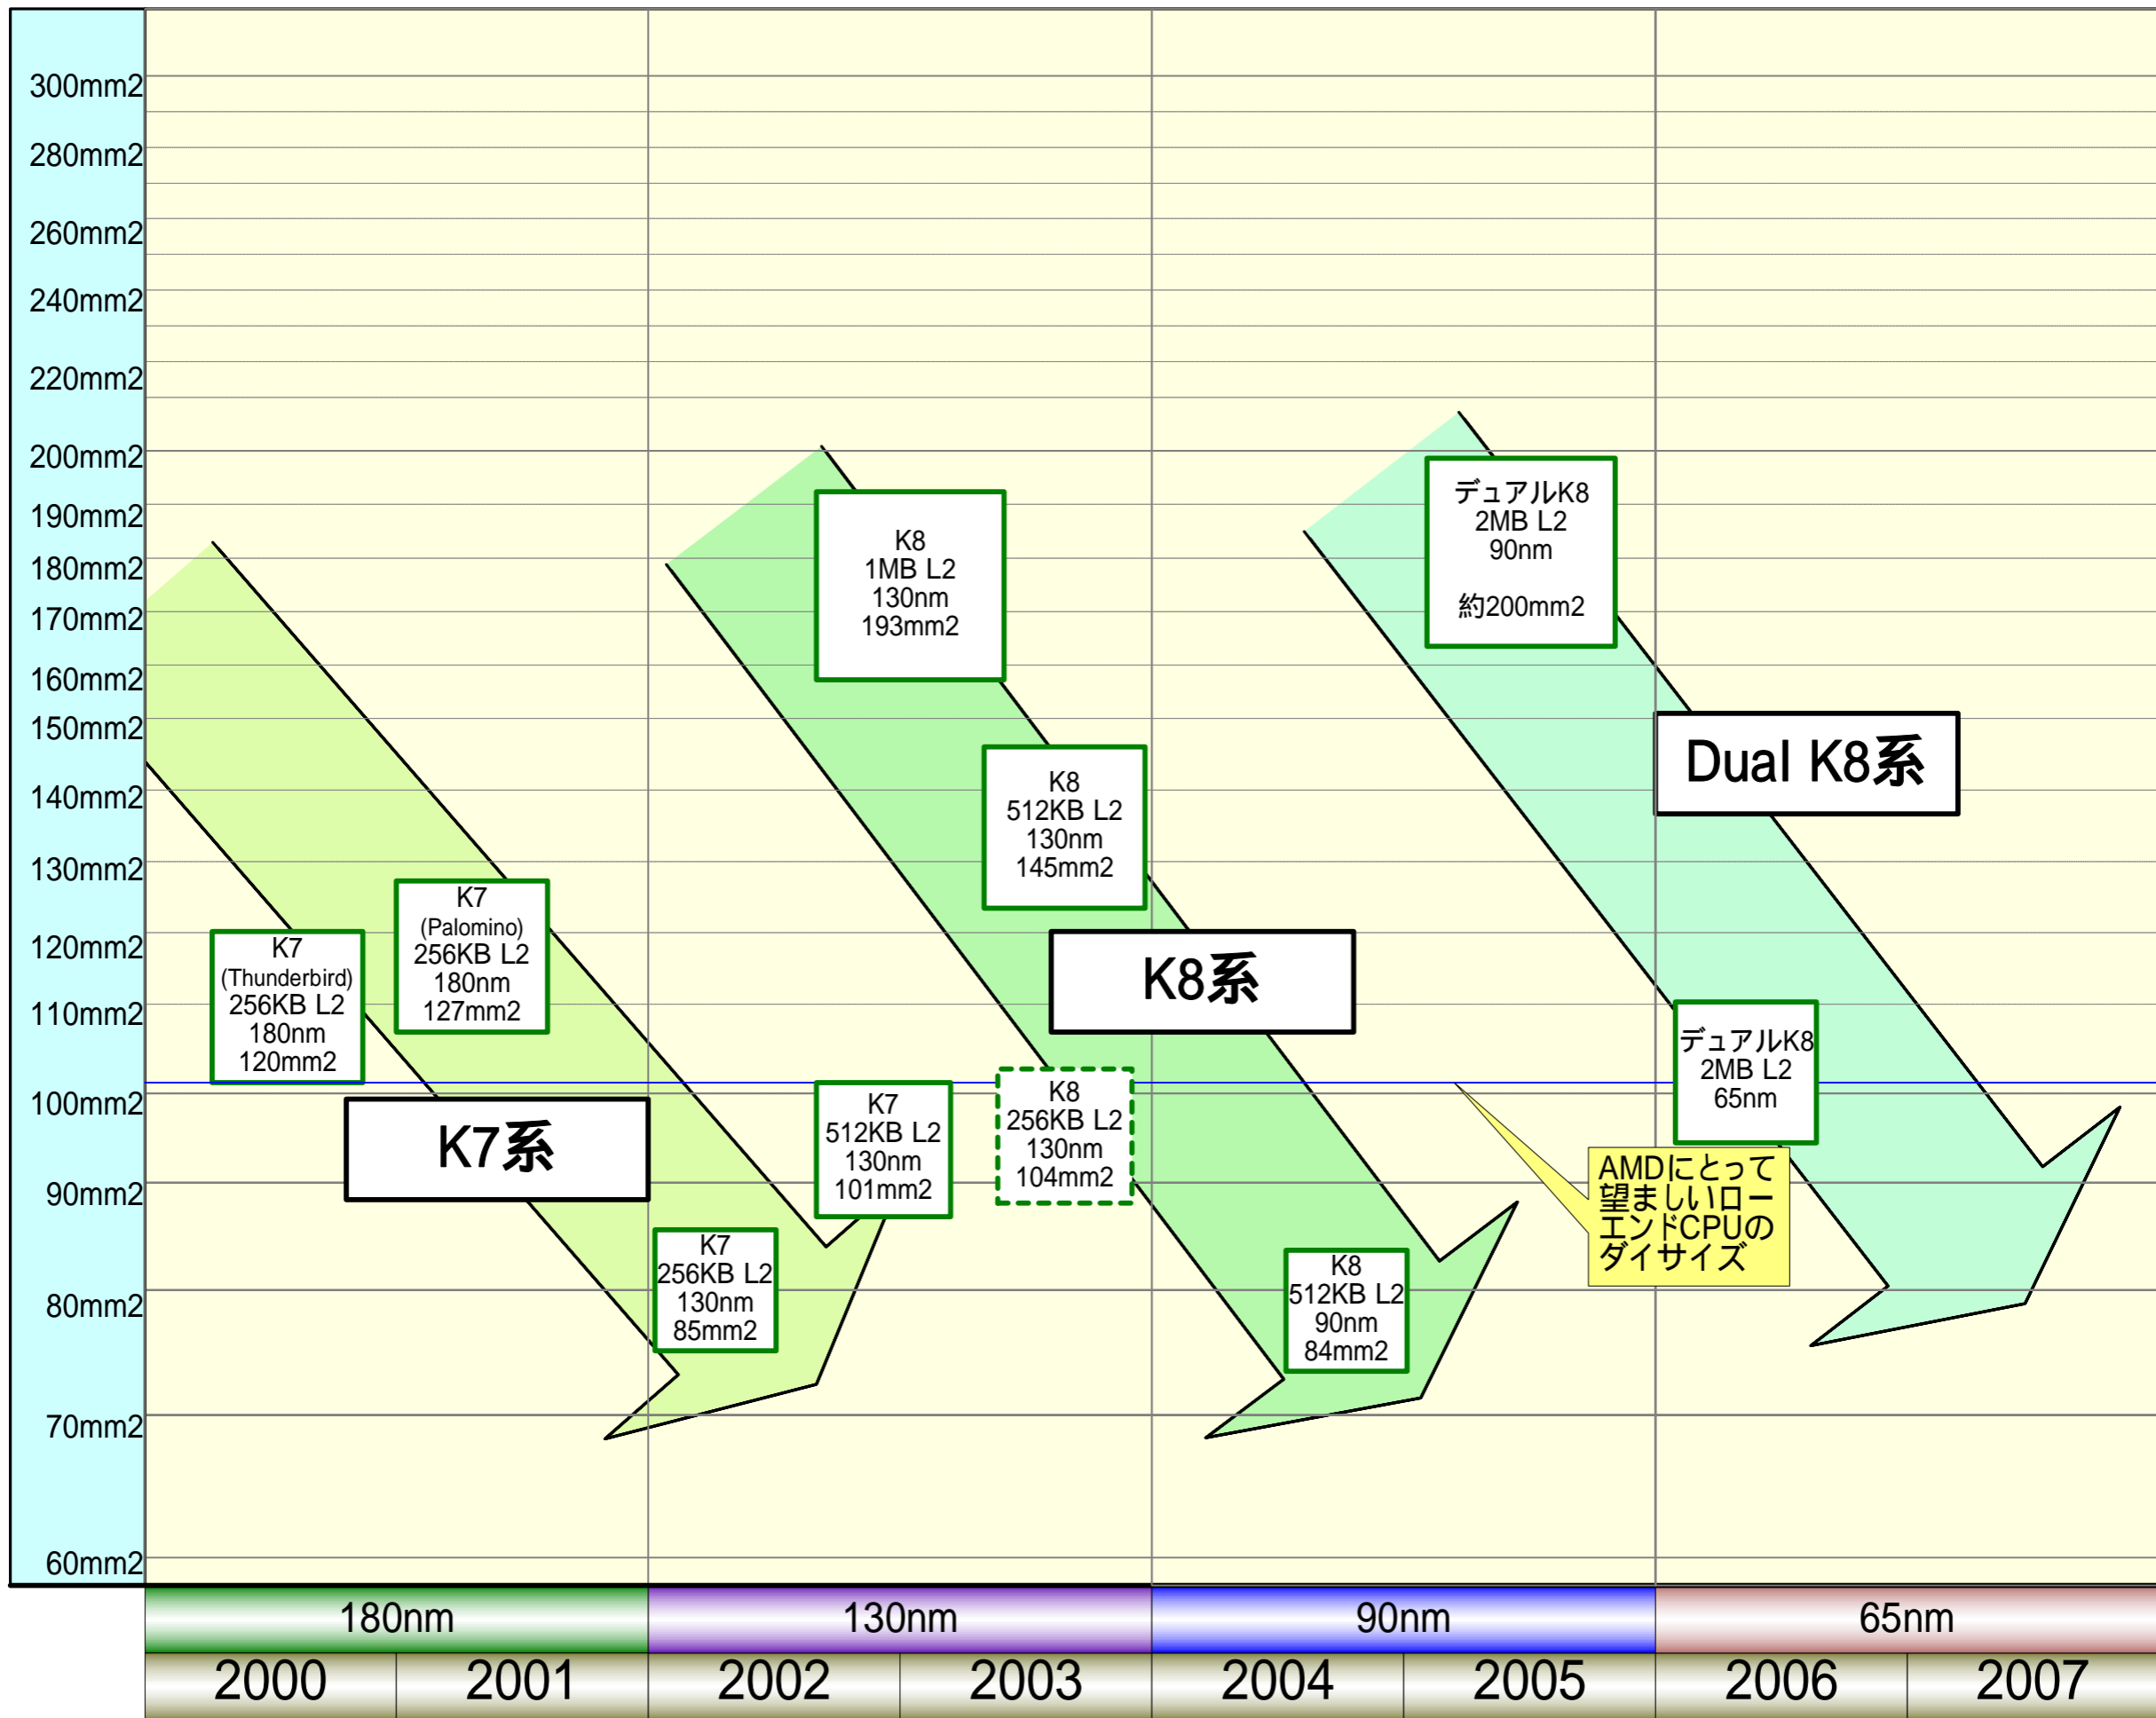 300mm2
280mm2
260mm2
240mm2
220mm2
200mm2
190mm2
180mm2
170mm2
160mm2
150mm2
140mm2
130mm2
120mm2
110mm2
100mm2
90mm2
80mm2
70mm2
60mm2
K7
(Thunderbird)
256KB L2
180nm
120mm2
K7
(Palomino)
256KB L2
180nm
127mm2
K7系
K7
256KB L2
130nm
85mm2
K7
512KB L2
130nm
101mm2
K8
1MB L2
130nm
193mm2
K8
512KB L2
130nm
145mm2
K8系
K8
256KB L2
130nm
104mm2
K8
512KB L2
90nm
84mm2
デュアルK8
2MB L2
90nm
約200mm2
Dual K8系
デュアルK8
2MB L2
65nm
AMDにとって
望ましいロー
エンドCPUの
ダイサイズ
180nm
130nm
90nm
65nm
2000
2001
2002
2003
2004
2005
2006
2007